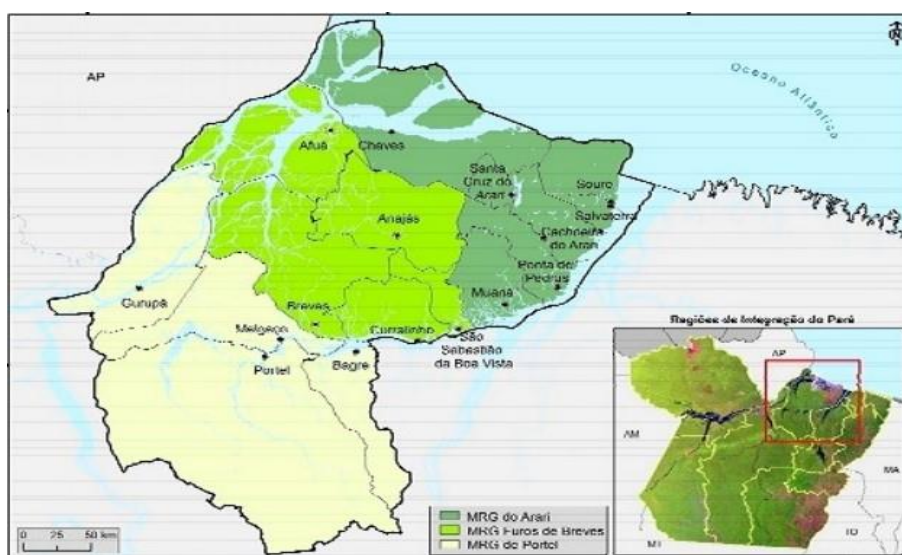 AP
Oceano Atlântico
N
Afuá
Chaves
Santa
Cruz do
Arari
Soure
Salvaterra
Cachoeira
do Arari
Anajás
Ponta de
Pedras
Muaná
Gurupá
Breves
Curralinho
São
Sebastião
da Boa Vista
Melgaço
Portel
Bagre
Regiões de Integração do Pará
AP
AM
MA
MT
TO
0 25 50 km
MRG do Arari
MRG Furos de Breves
MRG de Portel